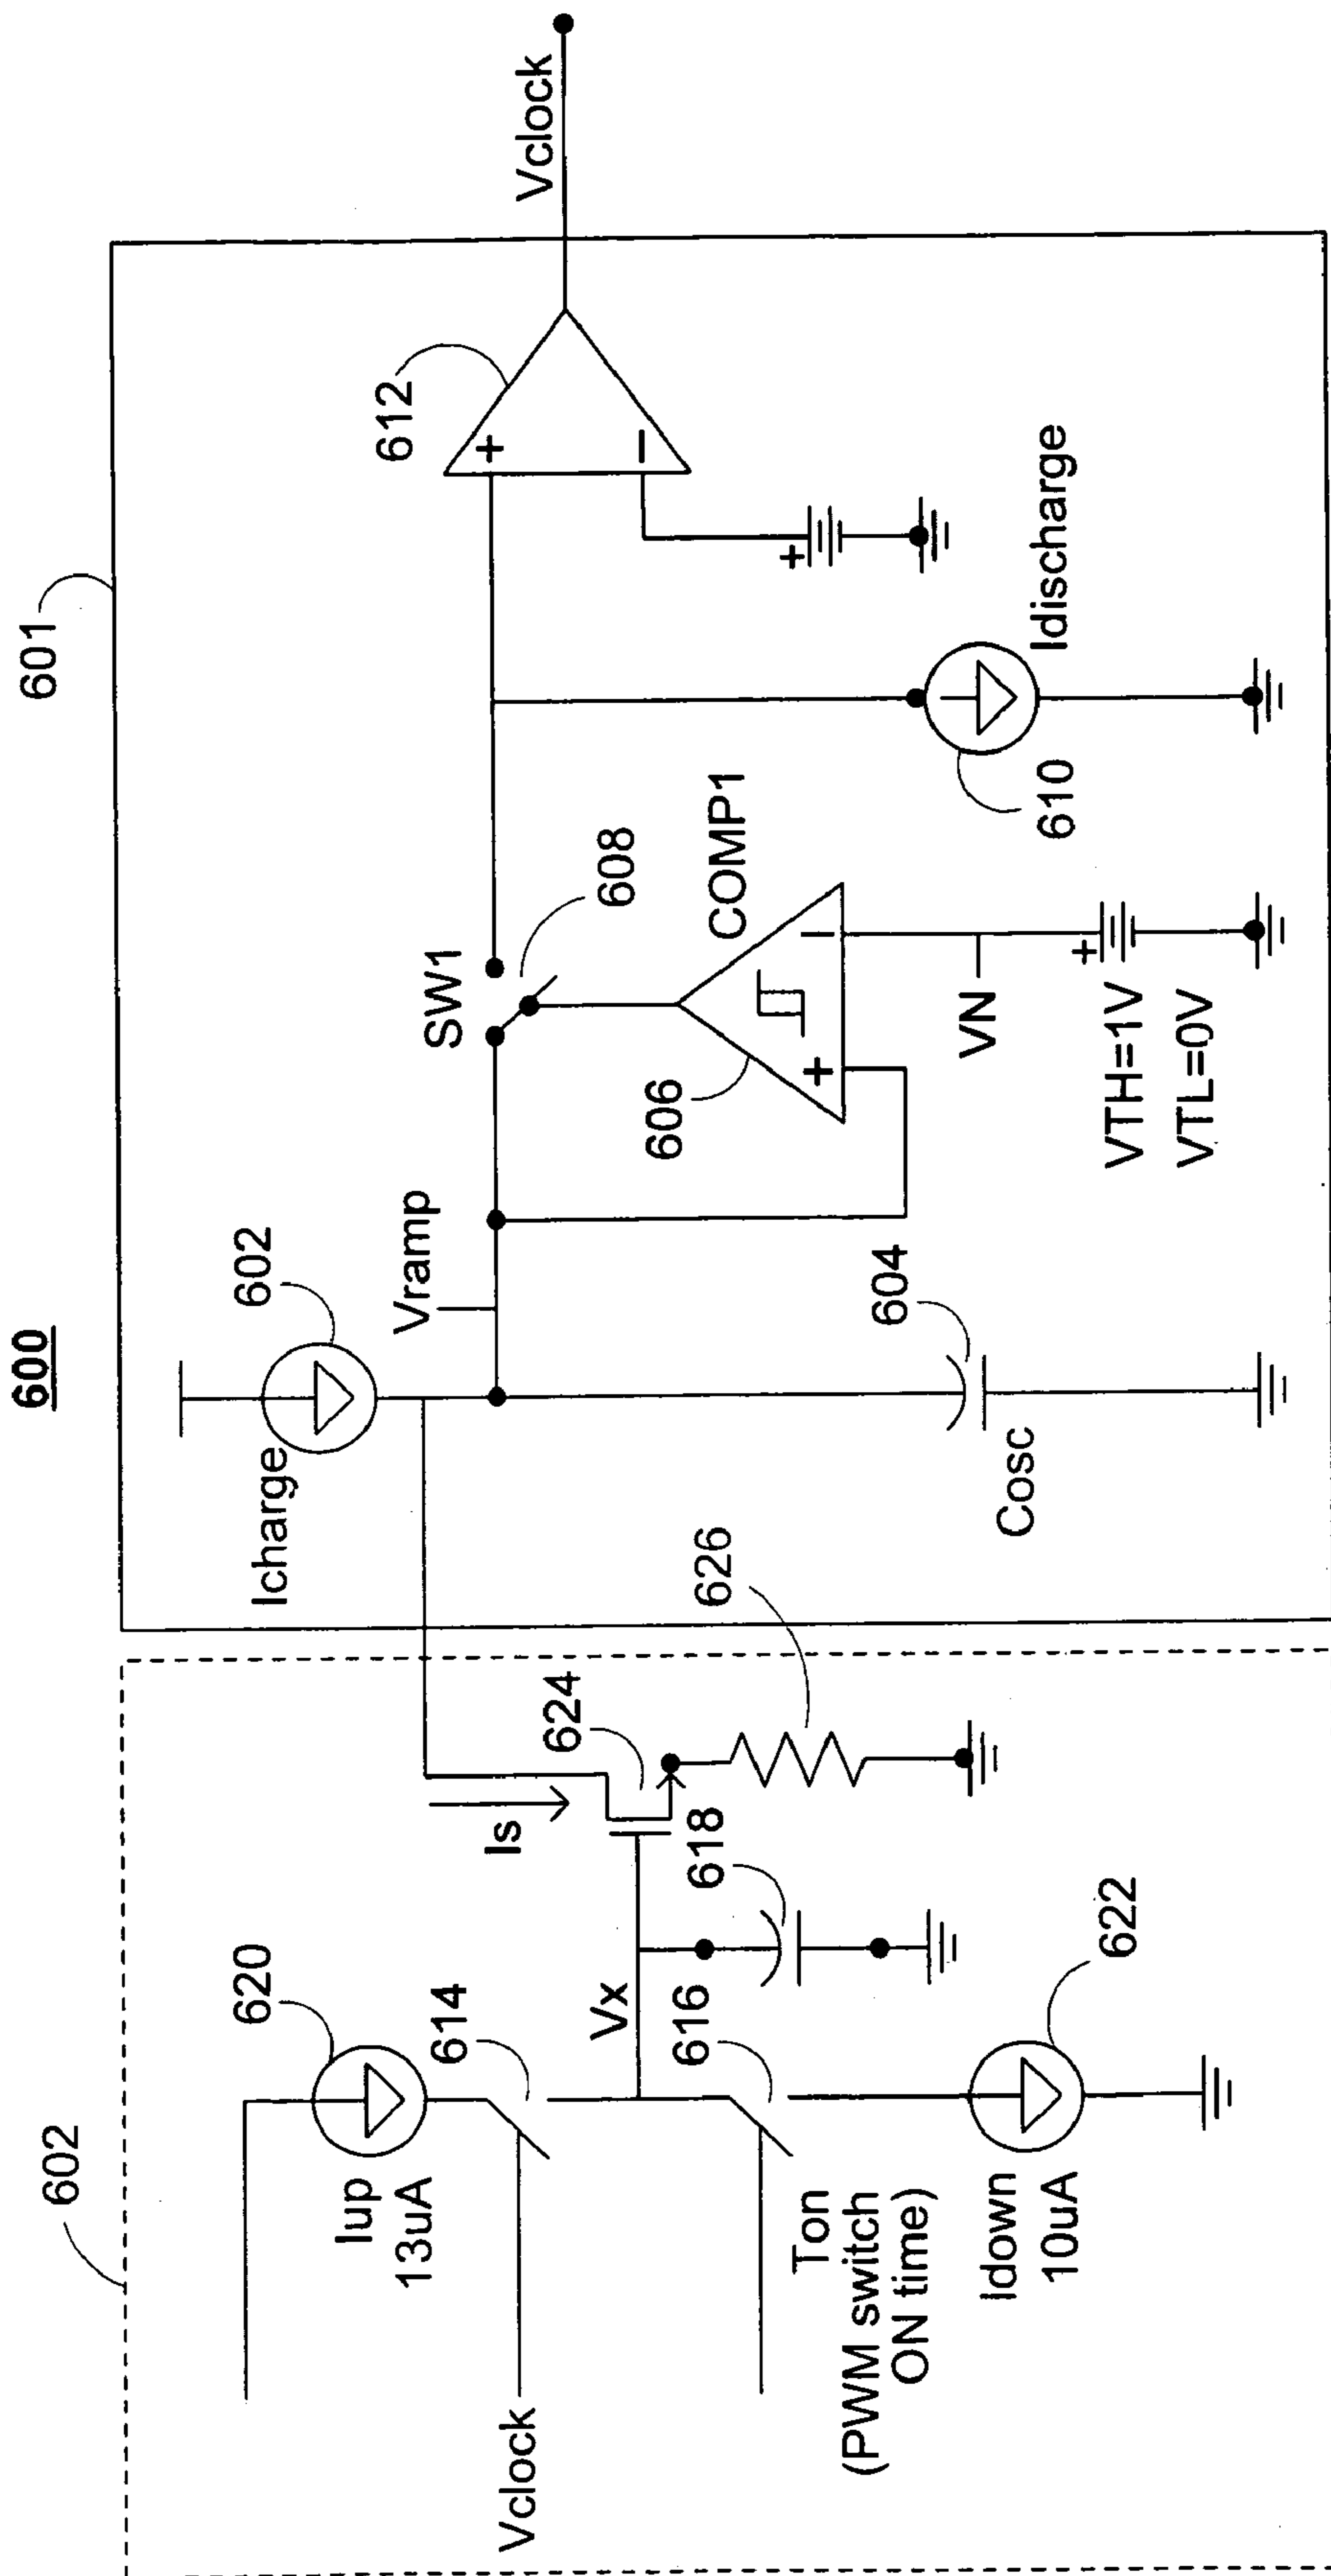 600
602
601
Iup
13uA
620
614
Vclock
Vx
616
618
Is
624
626
Ton
(PWM switch
ON time)
Idown
10uA
622
Icharge
602
Vramp
SW1
608
612
+
−
Vclock
604
Cosc
606
COMP1
+
−
VN
+
VTH=1V
VTL=0V
610
Idischarge
+